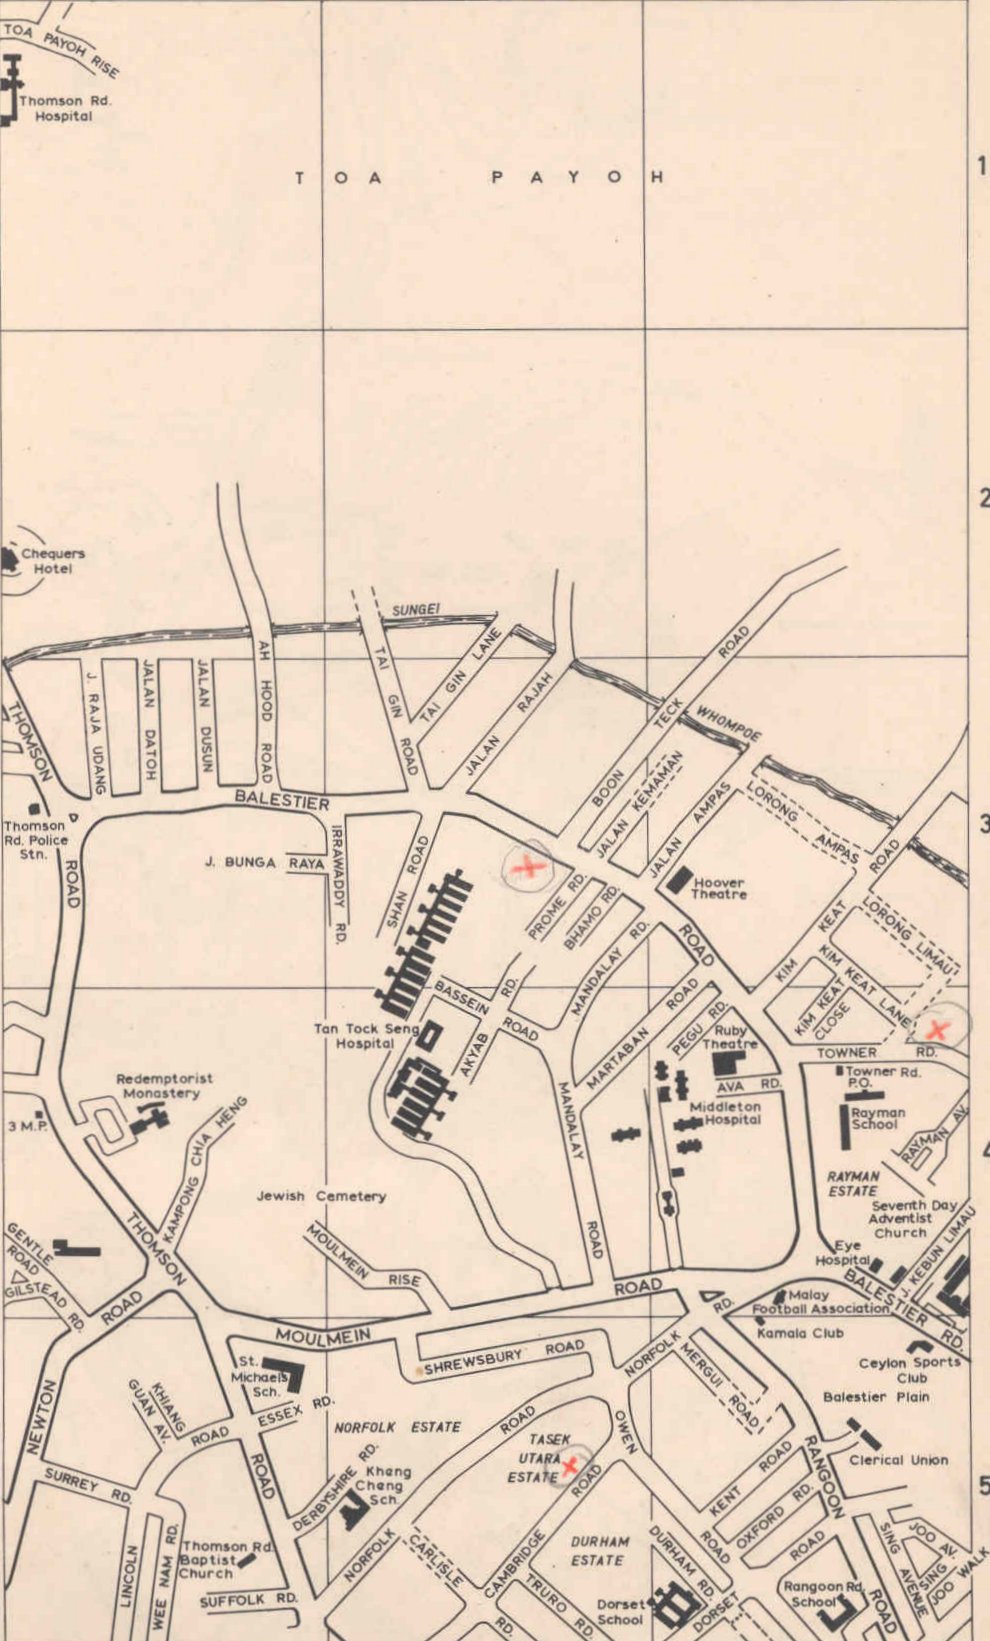 TOA PAYOH RISE
Thomson Rd.
Hospital
TOA PAYOH
1
2
Chequers
Hotel
SUNGEI
WHOMPOE
ROAD
TECK
BOON
AH HOOD ROAD
TAI GIN ROAD
TAI GIN LANE
JALAN RAJAH
J. RAJA UDANG
JALAN DATOH
JALAN DUSUN
THOMSON
ROAD
BALESTIER
ROAD
JALAN KEMAMAN
JALAN AMPAS
LORONG AMPAS
ROAD
3
Thomson
Rd. Police
Stn.
J. BUNGA RAYA
IRRAWADDY RD.
SHAN ROAD
PROME RD.
BHAMO RD.
MANDALAY RD.
Hoover
Theatre
KIM KEAT
LORONG LIMAU
KIM KEAT LANE
KIM KEAT
CLOSE
BASSEIN ROAD
AKYAB RD.
MARTABAN ROAD
PEGU RD.
Ruby
Theatre
AVA RD.
TOWNER RD.
Tan Tock Seng
Hospital
Towner Rd.
P.O.
Rayman
School
RAYMAN AV.
Redemptorist
Monastery
3 M.P.
KAMPONG CHIA HENG
Middleton
Hospital
MANDALAY ROAD
4
RAYMAN
ESTATE
Jewish Cemetery
Seventh Day
Adventist
Church
J. KEBUN LIMAU
Eye
Hospital
MOULMEIN RISE
THOMSON
GENTLE
ROAD
GILSTEAD RD.
ROAD
NEWTON
MOULMEIN
ROAD
RD.
BALESTIER RD.
Malay
Football Association
Kamala Club
Ceylon Sports
Club
Balestier Plain
SHREWSBURY ROAD
NORFOLK
MERGUI ROAD
St.
Michaels
Sch.
KHIANG
GUAN AV.
ROAD
ESSEX RD.
NORFOLK ESTATE
ROAD
TASEK
UTARA
ESTATE
OWEN
ROAD
RANGOON
Clerical Union
SURREY RD.
ROAD
DERBYSHIRE RD.
Kheng
Cheng
Sch.
KENT ROAD
OXFORD RD.
ROAD
5
Thomson Rd.
Baptist
Church
LINCOLN
WEE NAM RD.
SUFFOLK RD.
NORFOLK
CARLISLE
CAMBRIDGE
ROAD
DURHAM
ESTATE
DURHAM RD.
TRURO RD.
RD.
Dorset
School
DORSET
Rangoon Rd.
School
ROAD
SING
AVENUE
JOO AV.
SING
JOO WALK